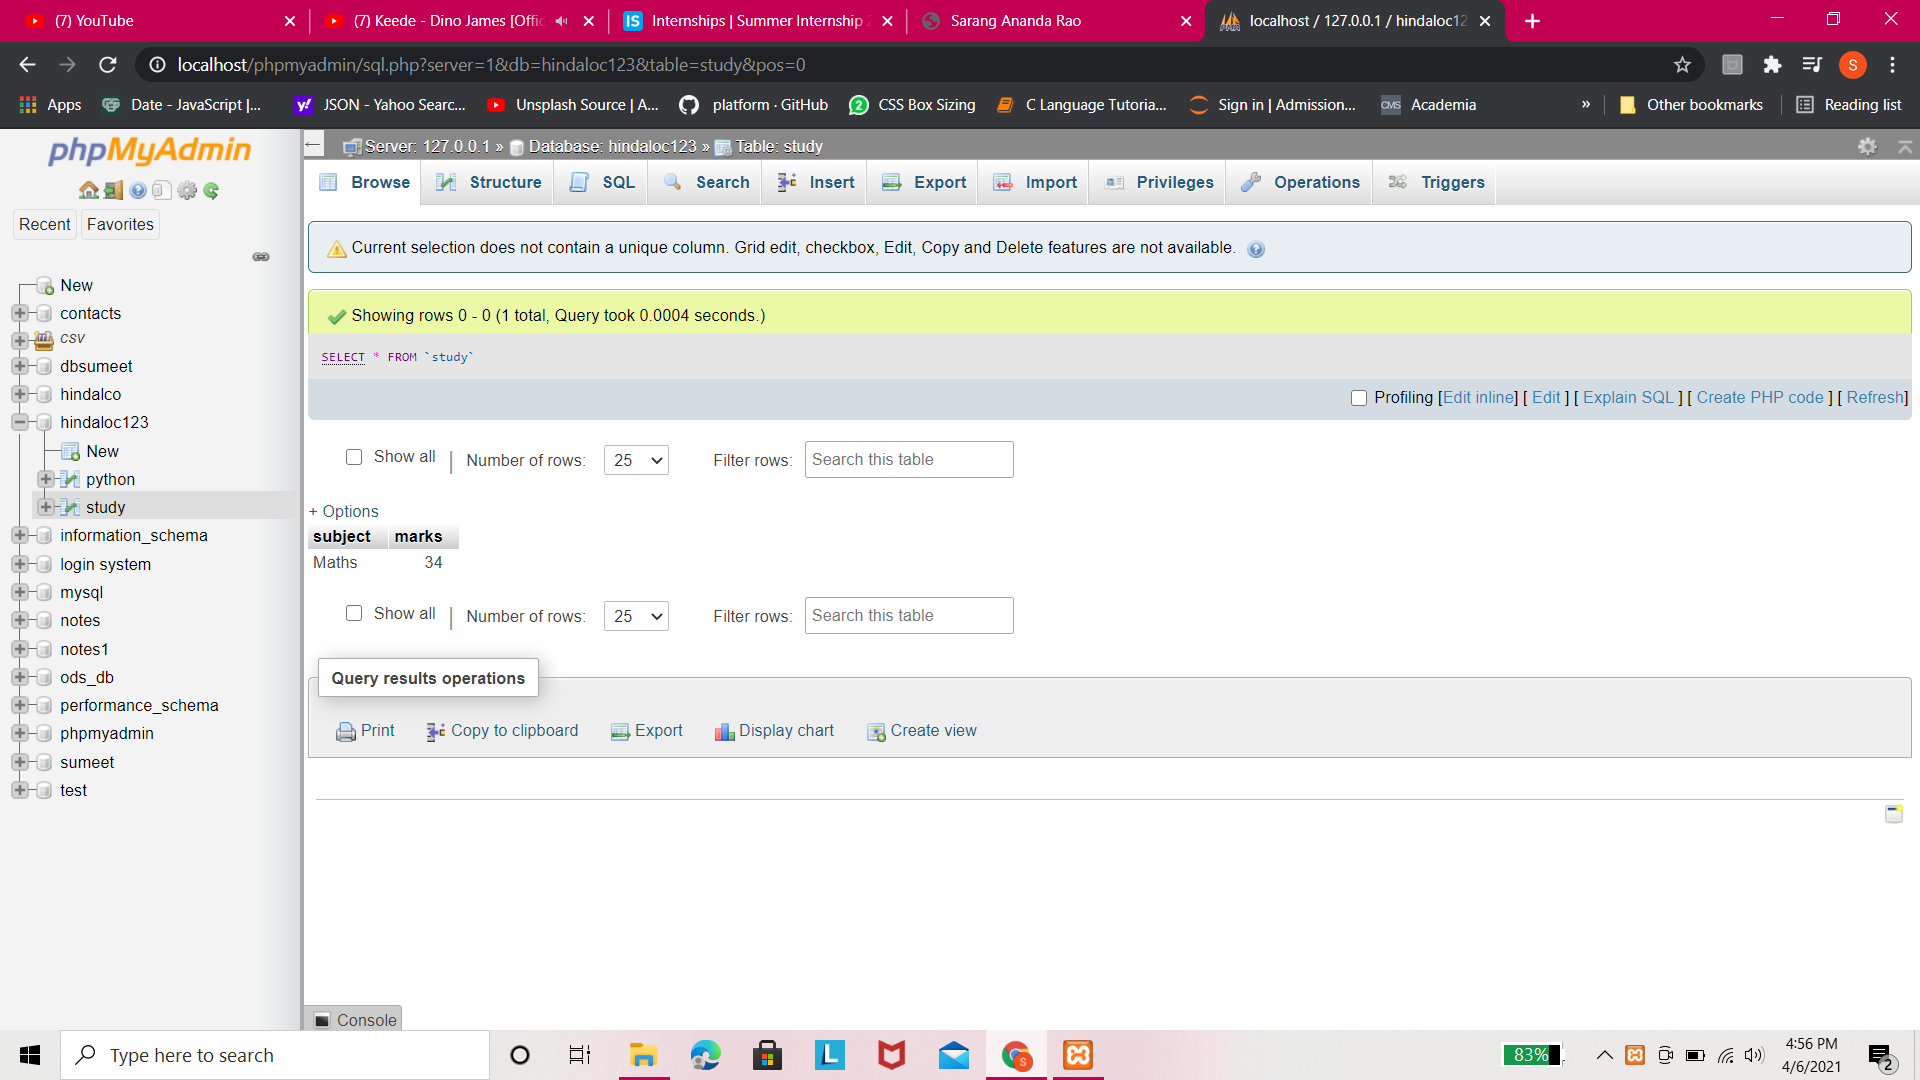 (7) YouTube
(7) Keede - Dino James [Offic
Internships | Summer Internship 2
Sarang Ananda Rao
localhost / 127.0.0.1 / hindaloc12
localhost/phpmyadmin/sql.php?server=1&db=hindaloc123&table=study&pos=0
S
Apps
Date - JavaScript |...
JSON - Yahoo Searc...
Unsplash Source | A...
platform · GitHub
CSS Box Sizing
C Language Tutoria...
Sign in | Admission...
CMS Academia
»
Other bookmarks
Reading list
phpMyAdmin
Server: 127.0.0.1 » Database: hindaloc123 » Table: study
Browse
Structure
SQL
Search
Insert
Export
Import
Privileges
Operations
Triggers
Recent
Favorites
New
contacts
csv
dbsumeet
hindalco
hindaloc123
New
python
study
information_schema
login system
mysql
notes
notes1
ods_db
performance_schema
phpmyadmin
sumeet
test
Current selection does not contain a unique column. Grid edit, checkbox, Edit, Copy and Delete features are not available.
Showing rows 0 - 0 (1 total, Query took 0.0004 seconds.)
SELECT * FROM `study`
Profiling [Edit inline] [ Edit ] [ Explain SQL ] [ Create PHP code ] [ Refresh]
Show all | Number of rows: 25 Filter rows: Search this table
+ Options
subject marks
Maths 34
Show all | Number of rows: 25 Filter rows: Search this table
Query results operations
Print
Copy to clipboard
Export
Display chart
Create view
Console
Type here to search
83%
4:56 PM
4/6/2021
2